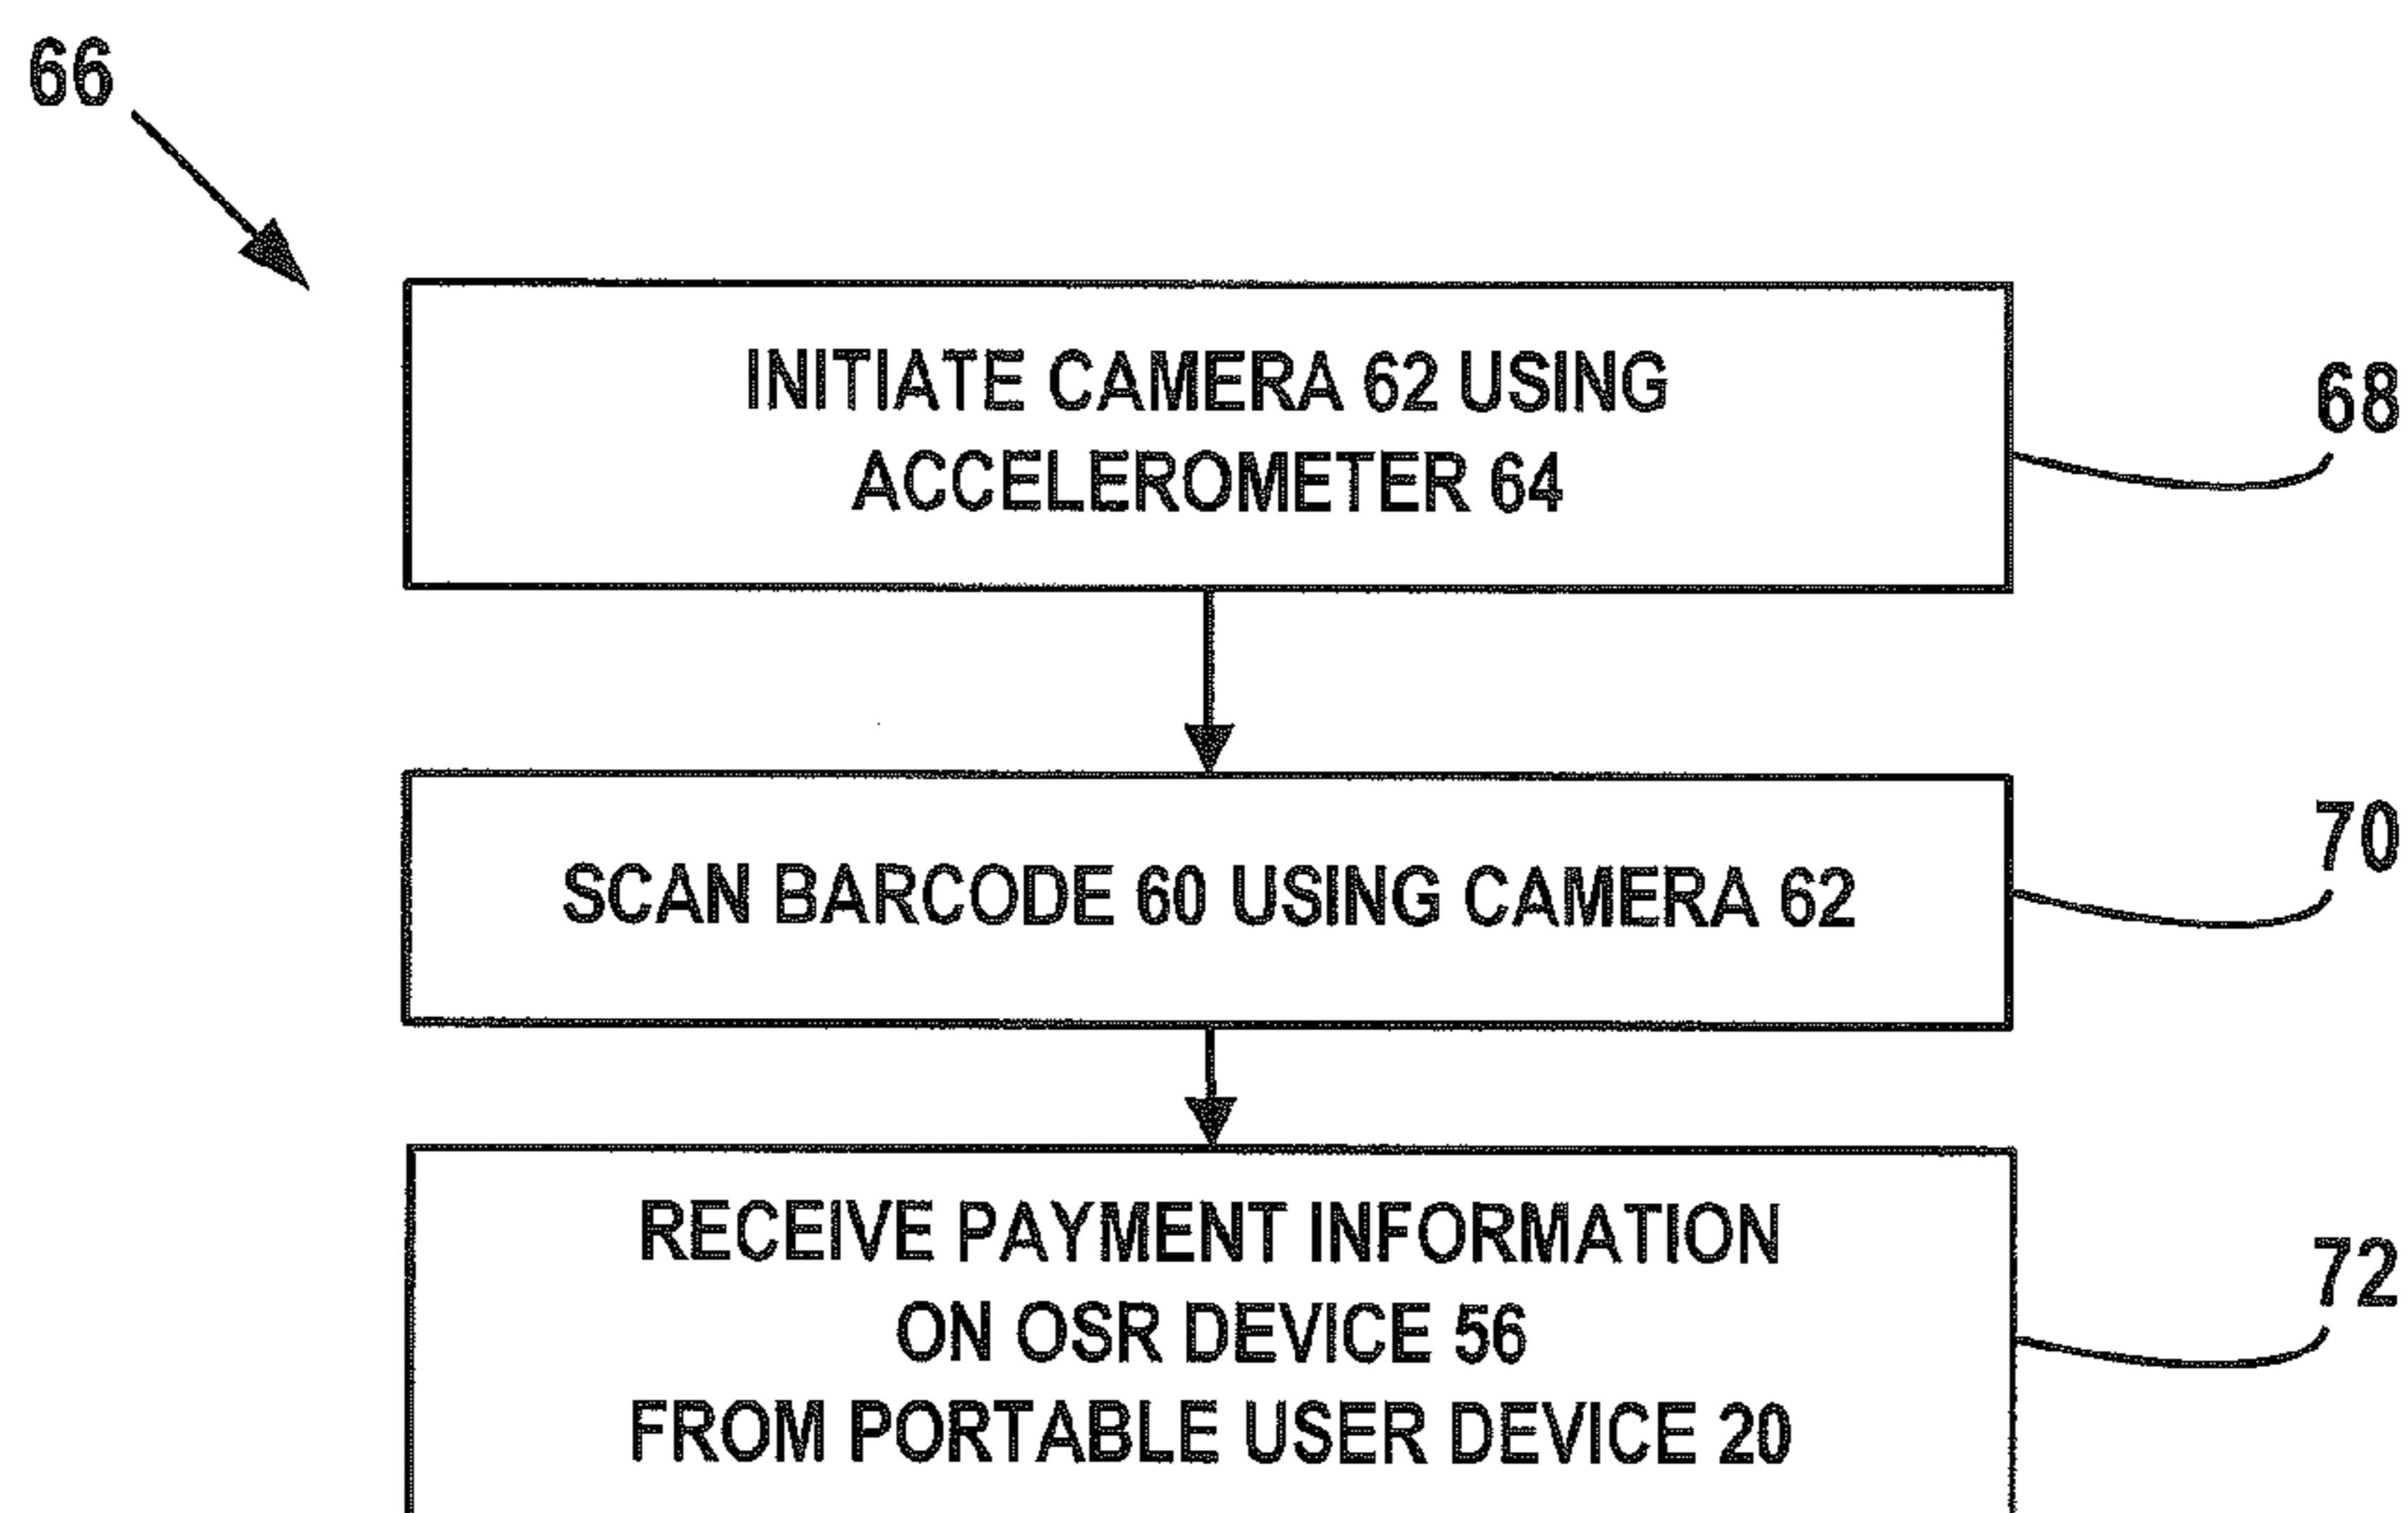 66
INITIATE CAMERA 62 USING
ACCELEROMETER 64
68
SCAN BARCODE 60 USING CAMERA 62
70
RECEIVE PAYMENT INFORMATION
ON OSR DEVICE 56
FROM PORTABLE USER DEVICE 20
72